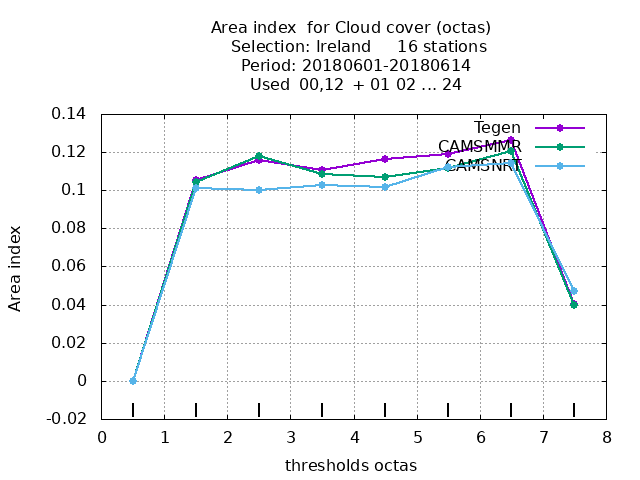 Area index  for Cloud cover (octas)
Selection: Ireland     16 stations
Period: 20180601-20180614
Used  00,12  + 01 02 ... 24
Tegen
CAMSMMR
CAMSNRT
0.14
0.12
0.1
0.08
0.06
0.04
0.02
0
-0.02
Area index
0 1 2 3 4 5 6 7 8
thresholds octas